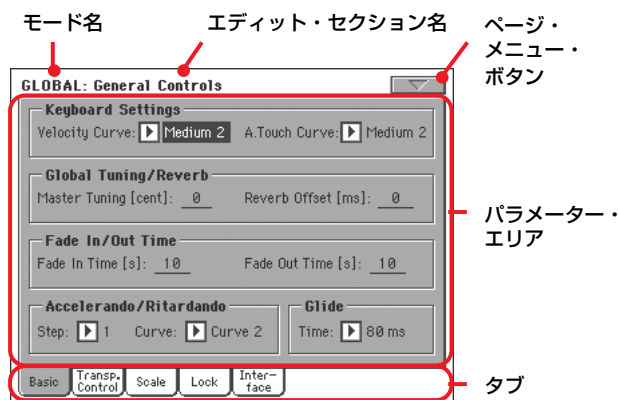 モード名
エディット・セクション名
ページ・
メニュー・
ボタン
GLOBAL: General Controls
Keyboard Settings
Velocity Curve: Medium 2 A.Touch Curve: Medium 2
Global Tuning/Reverb
Master Tuning [cent]: 0 Reverb Offset [ms]: 0
パラメーター・
エリア
Fade In/Out Time
Fade In Time [s]: 10 Fade Out Time [s]: 10
Accelerando/Ritardando
Step: 1 Curve: Curve 2
Glide
Time: 80 ms
Basic
Transp.
Control
Scale
Lock
Inter-
face
タブ